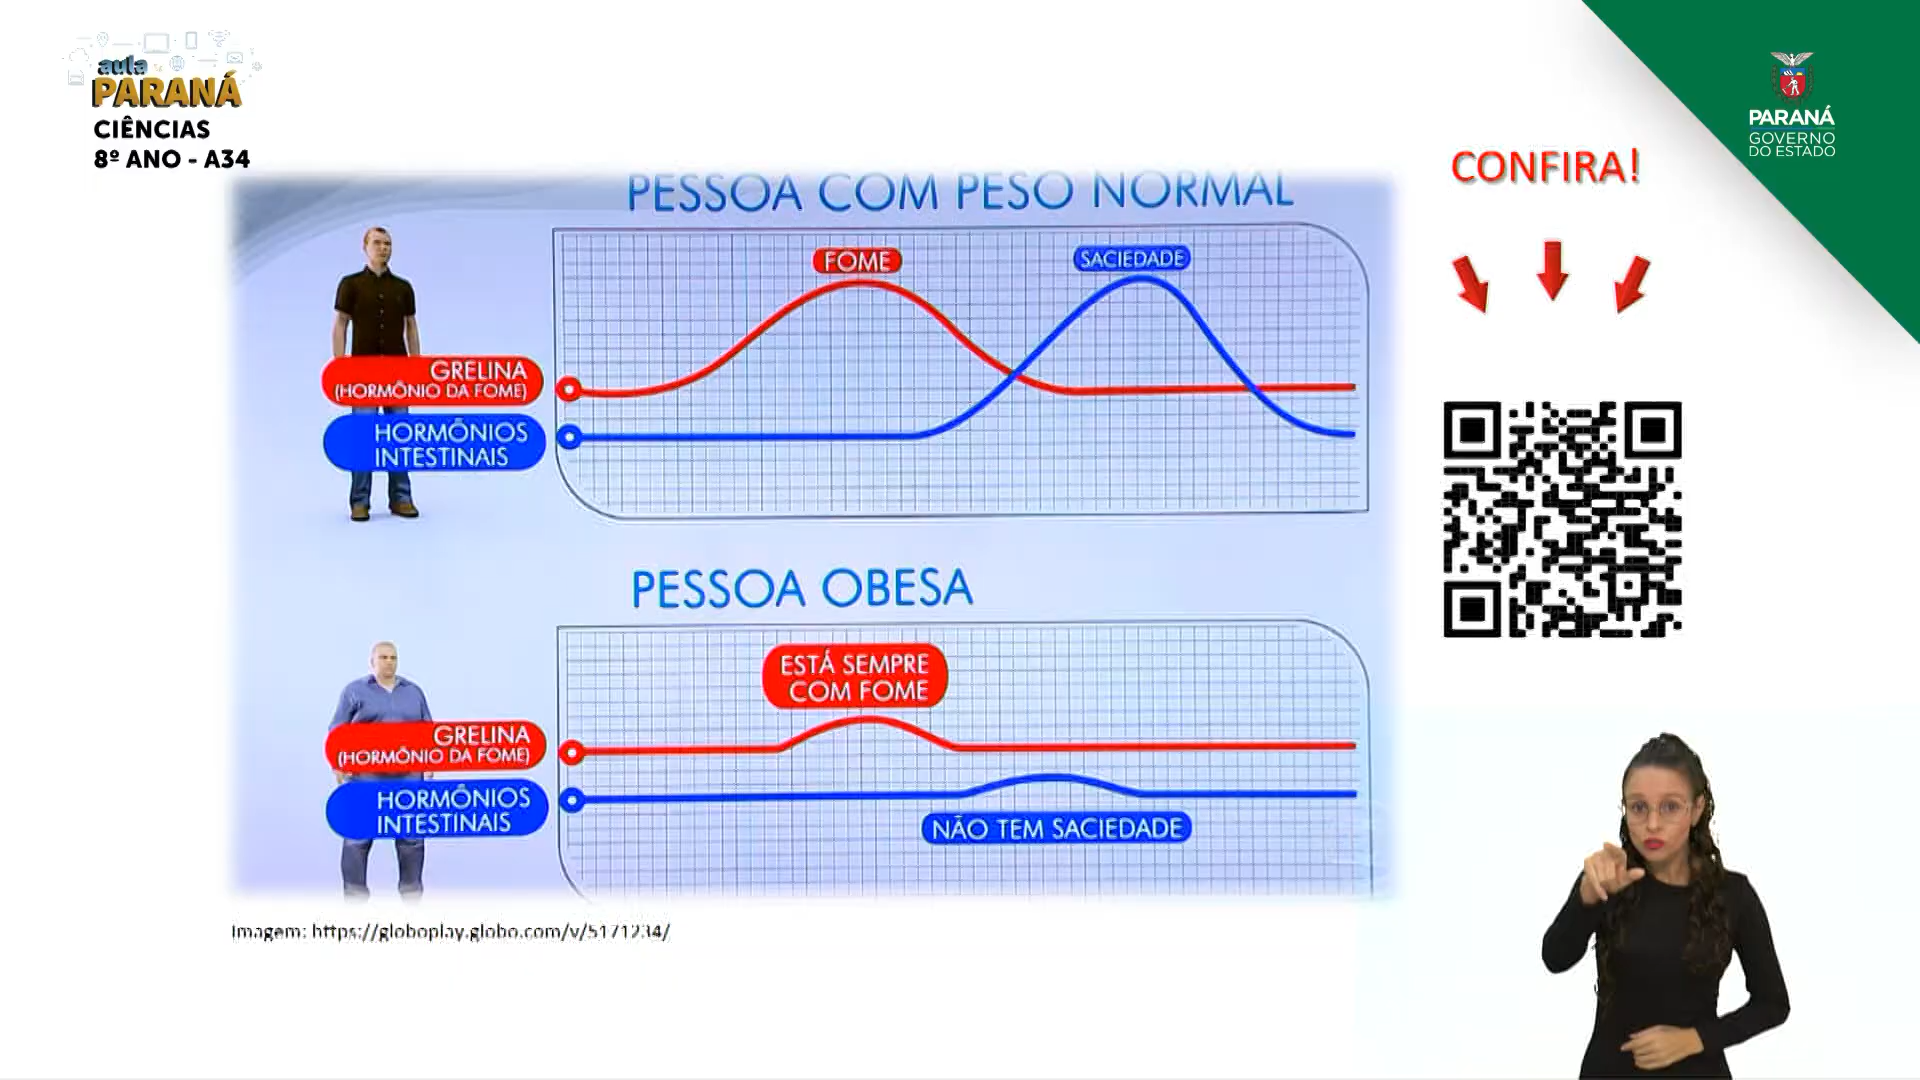 aula
PARANÁ
CIÊNCIAS
8º ANO - A34
PARANÁ
GOVERNO
DO ESTADO
CONFIRA!
PESSOA COM PESO NORMAL
FOME
SACIEDADE
GRELINA
(HORMÔNIO DA FOME)
HORMÔNIOS
INTESTINAIS
PESSOA OBESA
ESTÁ SEMPRE
COM FOME
GRELINA
(HORMÔNIO DA FOME)
HORMÔNIOS
INTESTINAIS
NÃO TEM SACIEDADE
Imagem: https://globoplay.globo.com/v/5171234/